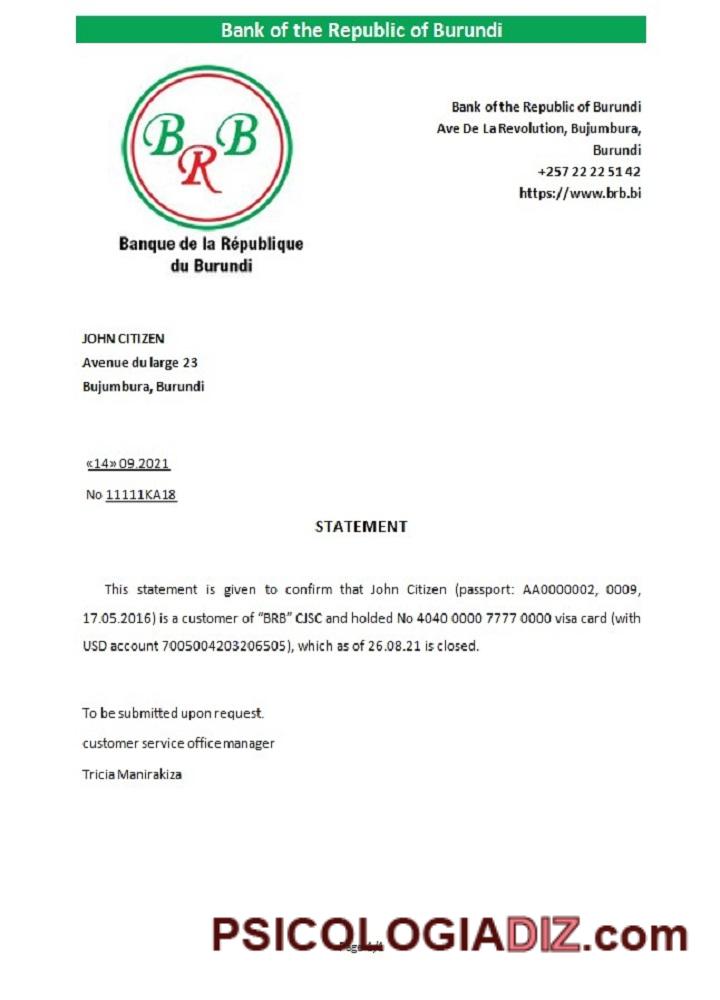 Bank of the Republic of Burundi
B R B
Banque de la République
du Burundi
Bank of the Republic of Burundi
Ave De La Revolution, Bujumbura,
Burundi
+257 22 22 51 42
https://www.brb.bi
JOHN CITIZEN
Avenue du large 23
Bujumbura, Burundi
«14» 09.2021
No 11111KA18
STATEMENT
This statement is given to confirm that John Citizen (passport: AA0000002, 0009,
17.05.2016) is a customer of “BRB” CJSC and holded No 4040 0000 7777 0000 visa card (with
USD account 7005004203206505), which as of 26.08.21 is closed.
To be submitted upon request.
customer service office manager
Tricia Manirakiza
PSICOLOGIADIZ.com